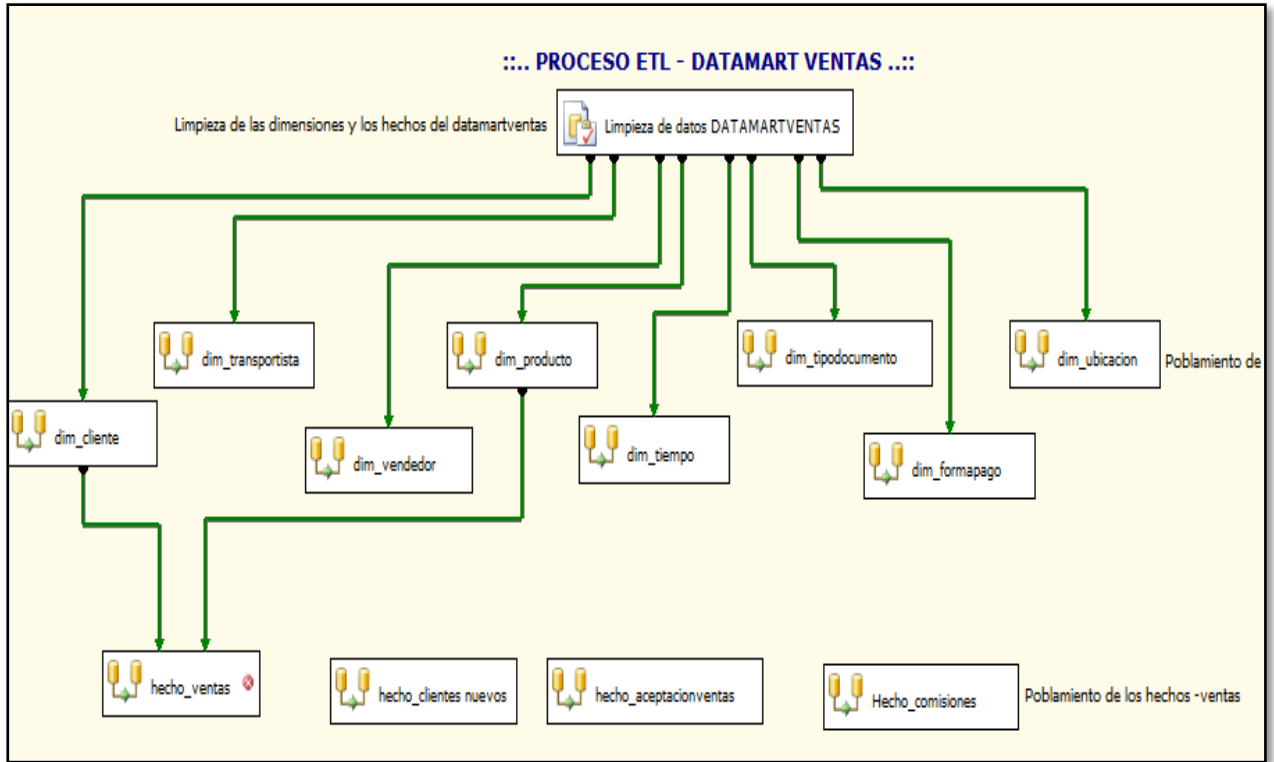 ::.. PROCESO ETL - DATAMART VENTAS ..::
Limpieza de las dimensiones y los hechos del datamartventas
Limpieza de datos DATAMARTVENTAS
dim_transportista
dim_producto
dim_tipodocumento
dim_ubicacion
Poblamiento de
dim_cliente
dim_vendedor
dim_tiempo
dim_formapago
hecho_ventas
hecho_clientes nuevos
hecho_aceptacionventas
Hecho_comisiones
Poblamiento de los hechos -ventas